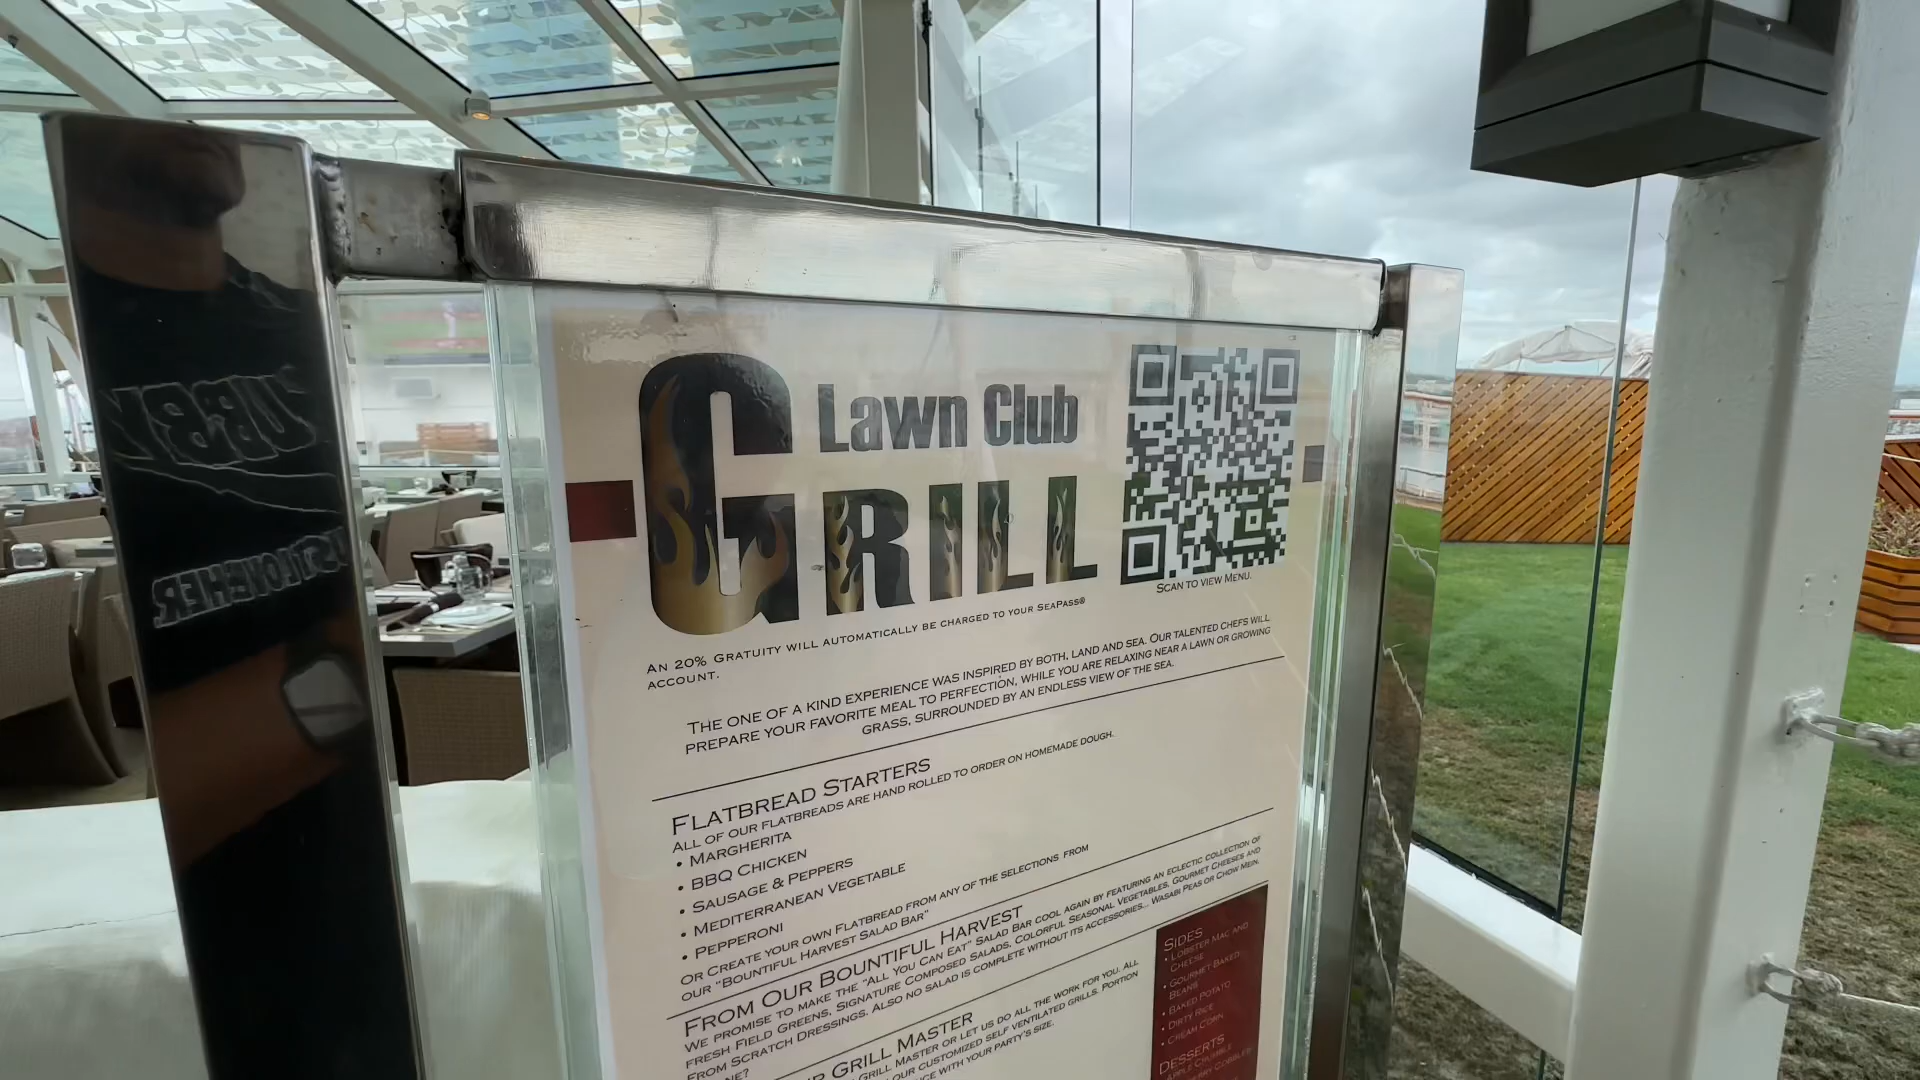 Lawn Club
GRILL
SCAN TO VIEW MENU.
AN 20% GRATUITY WILL AUTOMATICALLY BE CHARGED TO YOUR SEAPASS®
ACCOUNT.
THE ONE OF A KIND EXPERIENCE WAS INSPIRED BY BOTH, LAND AND SEA. OUR TALENTED CHEFS WILL
PREPARE YOUR FAVORITE MEAL TO PERFECTION, WHILE YOU ARE RELAXING NEAR A LAWN OR GROWING
GRASS, SURROUNDED BY AN ENDLESS VIEW OF THE SEA.
FLATBREAD STARTERS
ALL OF OUR FLATBREADS ARE HAND ROLLED TO ORDER ON HOMEMADE DOUGH.
• MARGHERITA
• BBQ CHICKEN
• SAUSAGE & PEPPERS
• MEDITERRANEAN VEGETABLE
• PEPPERONI
OR CREATE YOUR OWN FLATBREAD FROM ANY OF THE SELECTIONS FROM
OUR "BOUNTIFUL HARVEST SALAD BAR"
FROM OUR BOUNTIFUL HARVEST
WE PROMISE TO MAKE THE "ALL YOU CAN EAT" SALAD BAR COOL AGAIN BY FEATURING AN ECLECTIC COLLECTION OF
FRESH FIELD GREENS, SIGNATURE COMPOSED SALADS, COLORFUL SEASONAL VEGETABLES, GOURMET CHEESES AND
FROM SCRATCH DRESSINGS. ALSO NO SALAD IS COMPLETE WITHOUT ITS ACCESSORIES... WASABI PEAS OR CHOW MEIN,
GRILL MASTER
GRILL MASTER OR LET US DO ALL THE WORK FOR YOU. ALL
OUR CUSTOMIZED SELF VENTILATED GRILLS. PORTION
WITH YOUR PARTY'S SIZE.
SIDES
• LOBSTER MAC AND
CHEESE
• GOURMET BAKED
BEANS
• BAKED POTATO
• DIRTY RICE
• CREAM CORN
DESSERTS
APPLE CRUMBLE